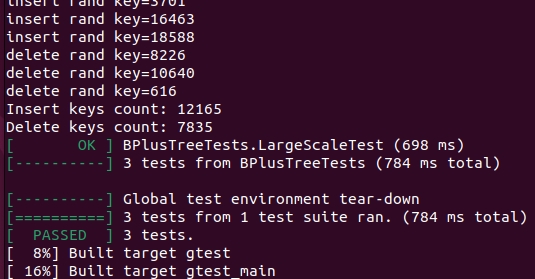 insert rand key=3701
insert rand key=16463
insert rand key=18588
delete rand key=8226
delete rand key=10640
delete rand key=616
Insert keys count: 12165
Delete keys count: 7835
[       OK ] BPlusTreeTests.LargeScaleTest (698 ms)
[----------] 3 tests from BPlusTreeTests (784 ms total)

[----------] Global test environment tear-down
[==========] 3 tests from 1 test suite ran. (784 ms total)
[  PASSED  ] 3 tests.
[  8%] Built target gtest
[ 16%] Built target gtest_main